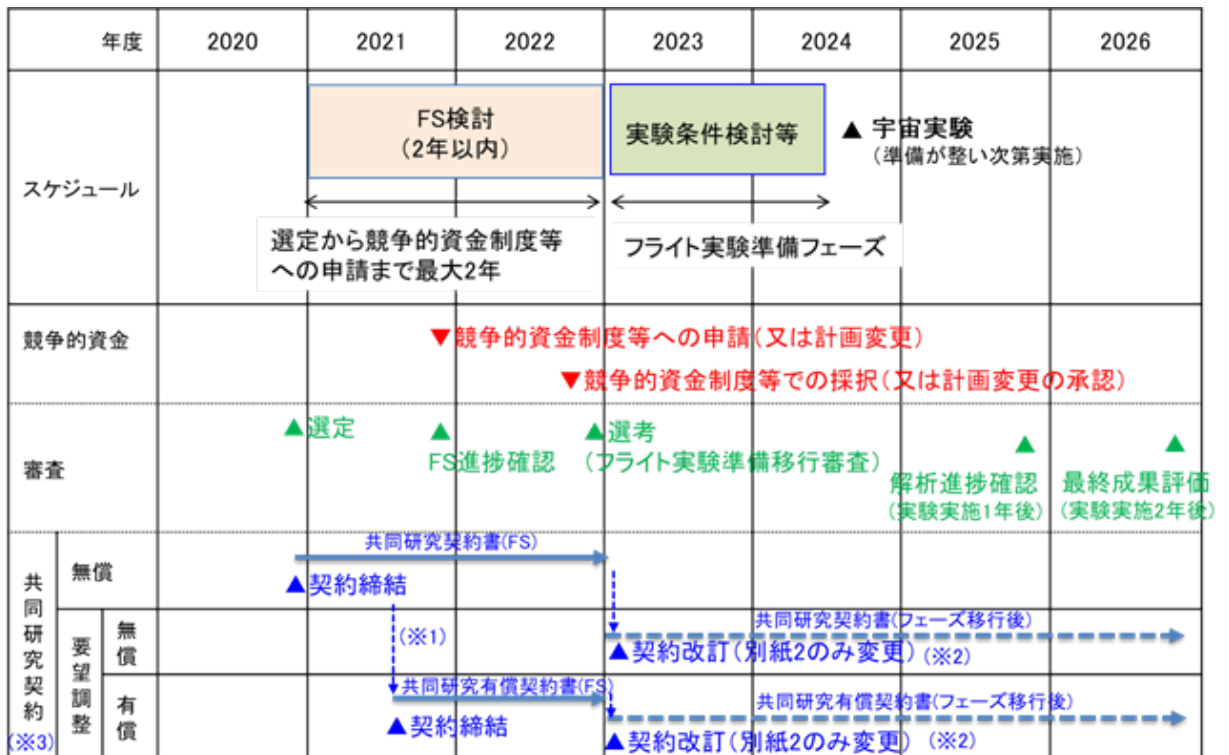 年度 2020 2021 2022 2023 2024 2025 2026
スケジュール
FS検討
(2年以内)
実験条件検討等
▲ 宇宙実験
(準備が整い次第実施)
選定から競争的資金制度等
への申請まで最大2年
フライト実験準備フェーズ
競争的資金
▼競争的資金制度等への申請(又は計画変更)
▼競争的資金制度等での採択(又は計画変更の承認)
審査
▲選定
▲
FS進捗確認
▲選考
(フライト実験準備移行審査)
▲
解析進捗確認
(実験実施1年後)
▲
最終成果評価
(実験実施2年後)
共同研究契約
(※3)
無償
共同研究契約書(FS)
▲契約締結
(※1)
要望調整
無償
共同研究契約書(フェーズ移行後)
▲契約改訂(別紙2のみ変更) (※2)
有償
共同研究有償契約書(FS)
▲契約締結
共同研究有償契約書(フェーズ移行後)
▲契約改訂(別紙2のみ変更) (※2)